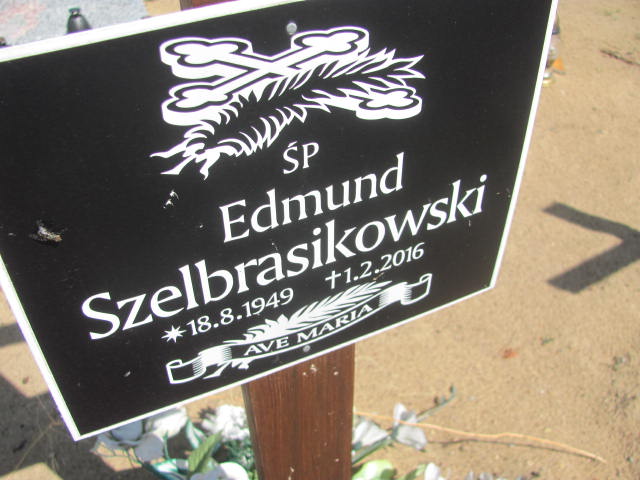 ŚP
Edmund
Szelbrasikowski
✶18.8.1949 ✝1.2.2016
AVE MARIA